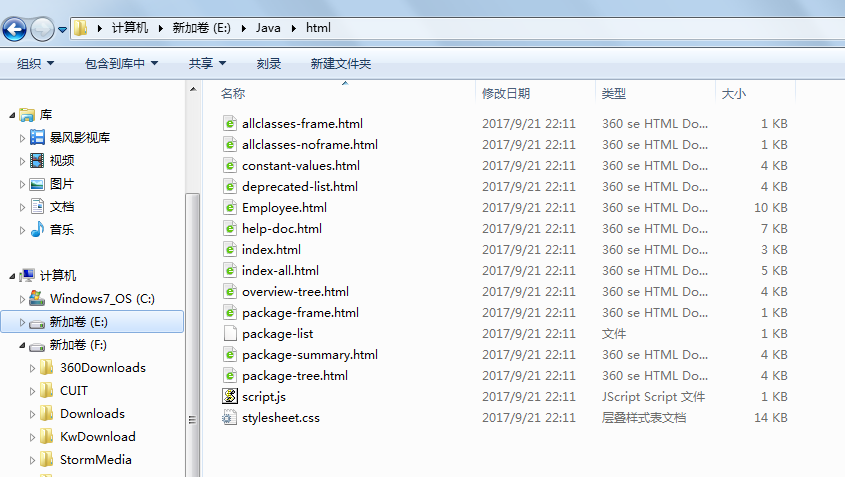 计算机 新加卷 (E:) Java html
组织 包含到库中 共享 刻录 新建文件夹
名称 修改日期 类型 大小
库
暴风影视库
视频
图片
文档
音乐
计算机
Windows7_OS (C:)
新加卷 (E:)
新加卷 (F:)
360Downloads
CUIT
Downloads
KwDownload
StormMedia
allclasses-frame.html 2017/9/21 22:11 360 se HTML Do... 1 KB
allclasses-noframe.html 2017/9/21 22:11 360 se HTML Do... 1 KB
constant-values.html 2017/9/21 22:11 360 se HTML Do... 4 KB
deprecated-list.html 2017/9/21 22:11 360 se HTML Do... 4 KB
Employee.html 2017/9/21 22:11 360 se HTML Do... 10 KB
help-doc.html 2017/9/21 22:11 360 se HTML Do... 7 KB
index.html 2017/9/21 22:11 360 se HTML Do... 3 KB
index-all.html 2017/9/21 22:11 360 se HTML Do... 5 KB
overview-tree.html 2017/9/21 22:11 360 se HTML Do... 4 KB
package-frame.html 2017/9/21 22:11 360 se HTML Do... 1 KB
package-list 2017/9/21 22:11 文件 1 KB
package-summary.html 2017/9/21 22:11 360 se HTML Do... 4 KB
package-tree.html 2017/9/21 22:11 360 se HTML Do... 4 KB
script.js 2017/9/21 22:11 JScript Script 文件 1 KB
stylesheet.css 2017/9/21 22:11 层叠样式表文档 14 KB